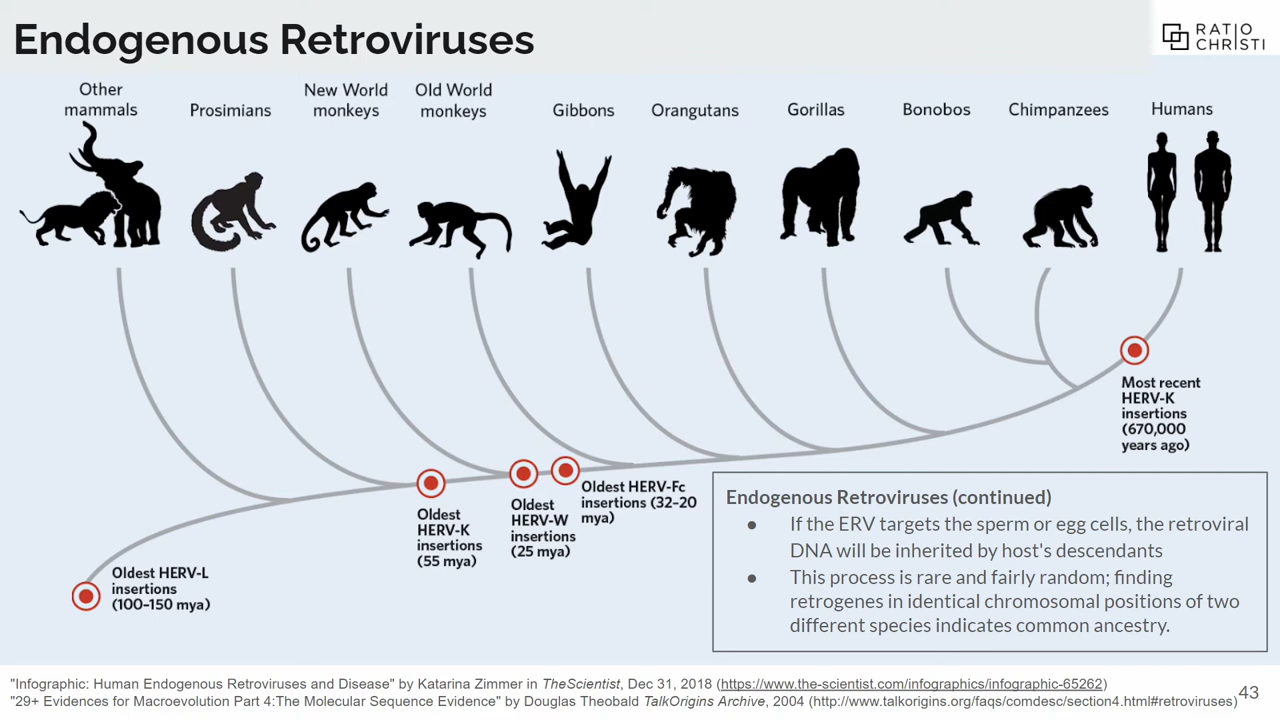 Endogenous Retroviruses
RATIO
CHRISTI
Other
mammals
Prosimians
New World
monkeys
Old World
monkeys
Gibbons
Orangutans
Gorillas
Bonobos
Chimpanzees
Humans
Most recent
HERV-K
insertions
(670,000
years ago)
Oldest HERV-Fc
insertions (32–20
mya)
Oldest
HERV-W
insertions
(25 mya)
Oldest
HERV-K
insertions
(55 mya)
Oldest HERV-L
insertions
(100–150 mya)
Endogenous Retroviruses (continued)
● If the ERV targets the sperm or egg cells, the retroviral
DNA will be inherited by host's descendants
● This process is rare and fairly random; finding
retrogenes in identical chromosomal positions of two
different species indicates common ancestry.
"Infographic: Human Endogenous Retroviruses and Disease" by Katarina Zimmer in TheScientist, Dec 31, 2018 (https://www.the-scientist.com/infographics/infographic-65262)
"29+ Evidences for Macroevolution Part 4:The Molecular Sequence Evidence" by Douglas Theobald TalkOrigins Archive, 2004 (http://www.talkorigins.org/faqs/comdesc/section4.html#retroviruses)
43